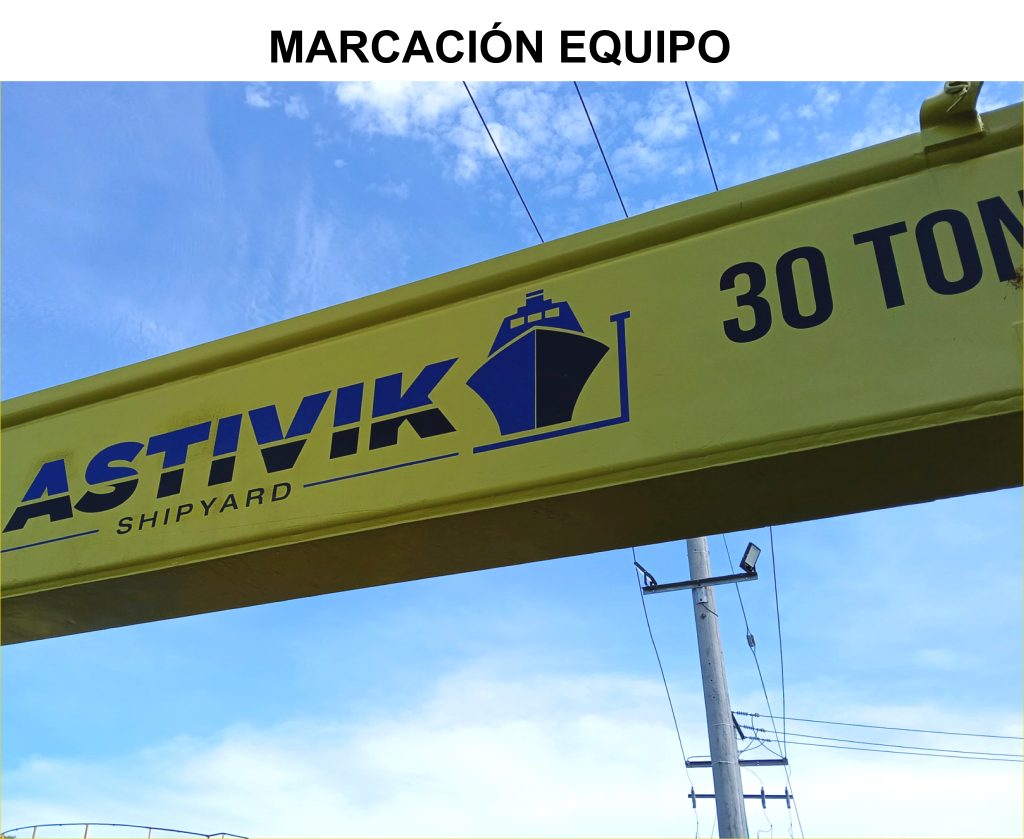 MARCACIÓN EQUIPO
30 TON
ASTIVIK
SHIPYARD